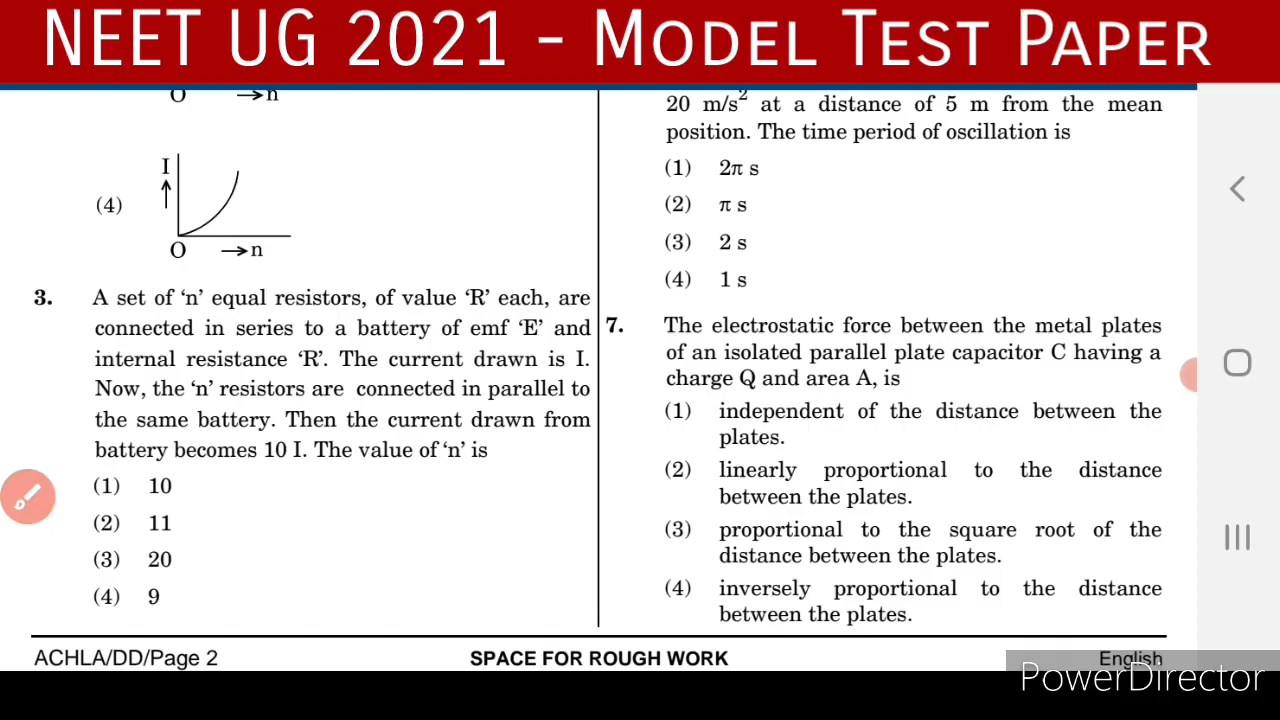 NEET UG 2021 - MODEL TEST PAPER
O →n
(4)
I
O →n
3. A set of ‘n’ equal resistors, of value ‘R’ each, are
connected in series to a battery of emf ‘E’ and
internal resistance ‘R’. The current drawn is I.
Now, the ‘n’ resistors are connected in parallel to
the same battery. Then the current drawn from
battery becomes 10 I. The value of ‘n’ is
(1) 10
(2) 11
(3) 20
(4) 9
20 m/s² at a distance of 5 m from the mean
position. The time period of oscillation is
(1) 2π s
(2) π s
(3) 2 s
(4) 1 s
7. The electrostatic force between the metal plates
of an isolated parallel plate capacitor C having a
charge Q and area A, is
(1) independent of the distance between the
plates.
(2) linearly proportional to the distance
between the plates.
(3) proportional to the square root of the
distance between the plates.
(4) inversely proportional to the distance
between the plates.
ACHLA/DD/Page 2 SPACE FOR ROUGH WORK English
PowerDirector